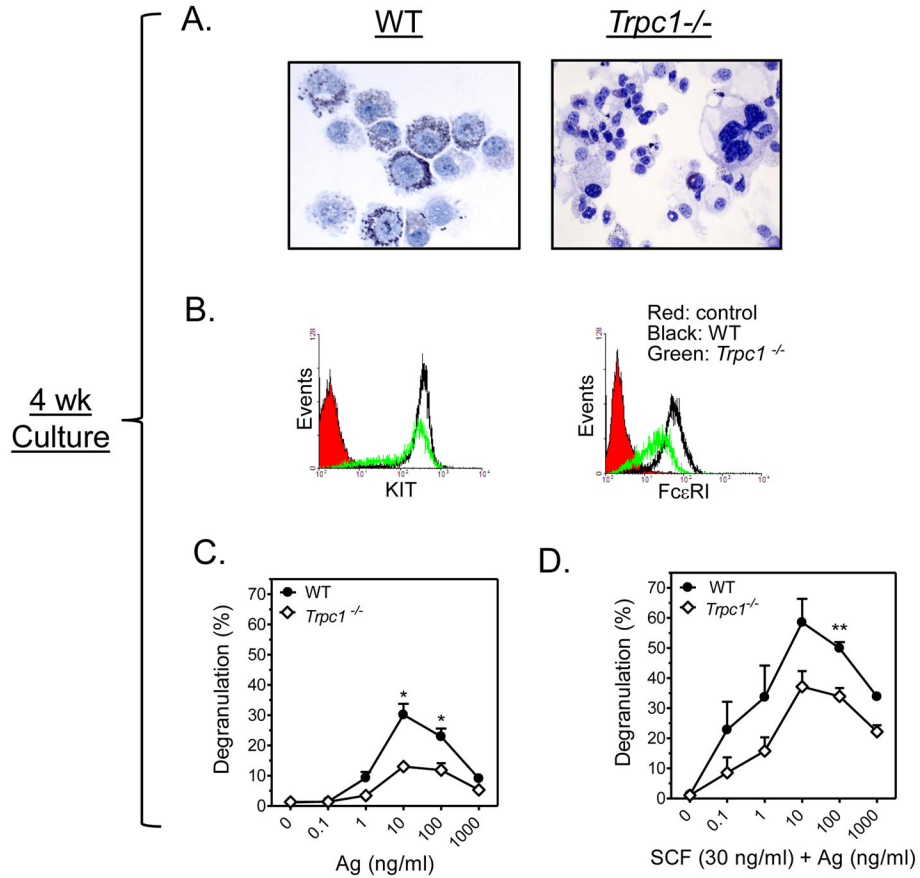 A.
WT
Trpc1-/-
4 wk
Culture
B.
Red: control
Black: WT
Green: Trpc1 -/-
128
Events
0
10⁰ 10¹ 10² 10³ 10⁴
KIT
128
Events
0
10⁰ 10¹ 10² 10³ 10⁴
FcεRI
C.
WT
Trpc1 -/-
Degranulation (%)
70
60
50
40
30
20
10
0
* *
0 0.1 1 10 100 1000
Ag (ng/ml)
D.
WT
Trpc1-/-
Degranulation (%)
70
60
50
40
30
20
10
0
**
0 0.1 1 10 100 1000
SCF (30 ng/ml) + Ag (ng/ml)